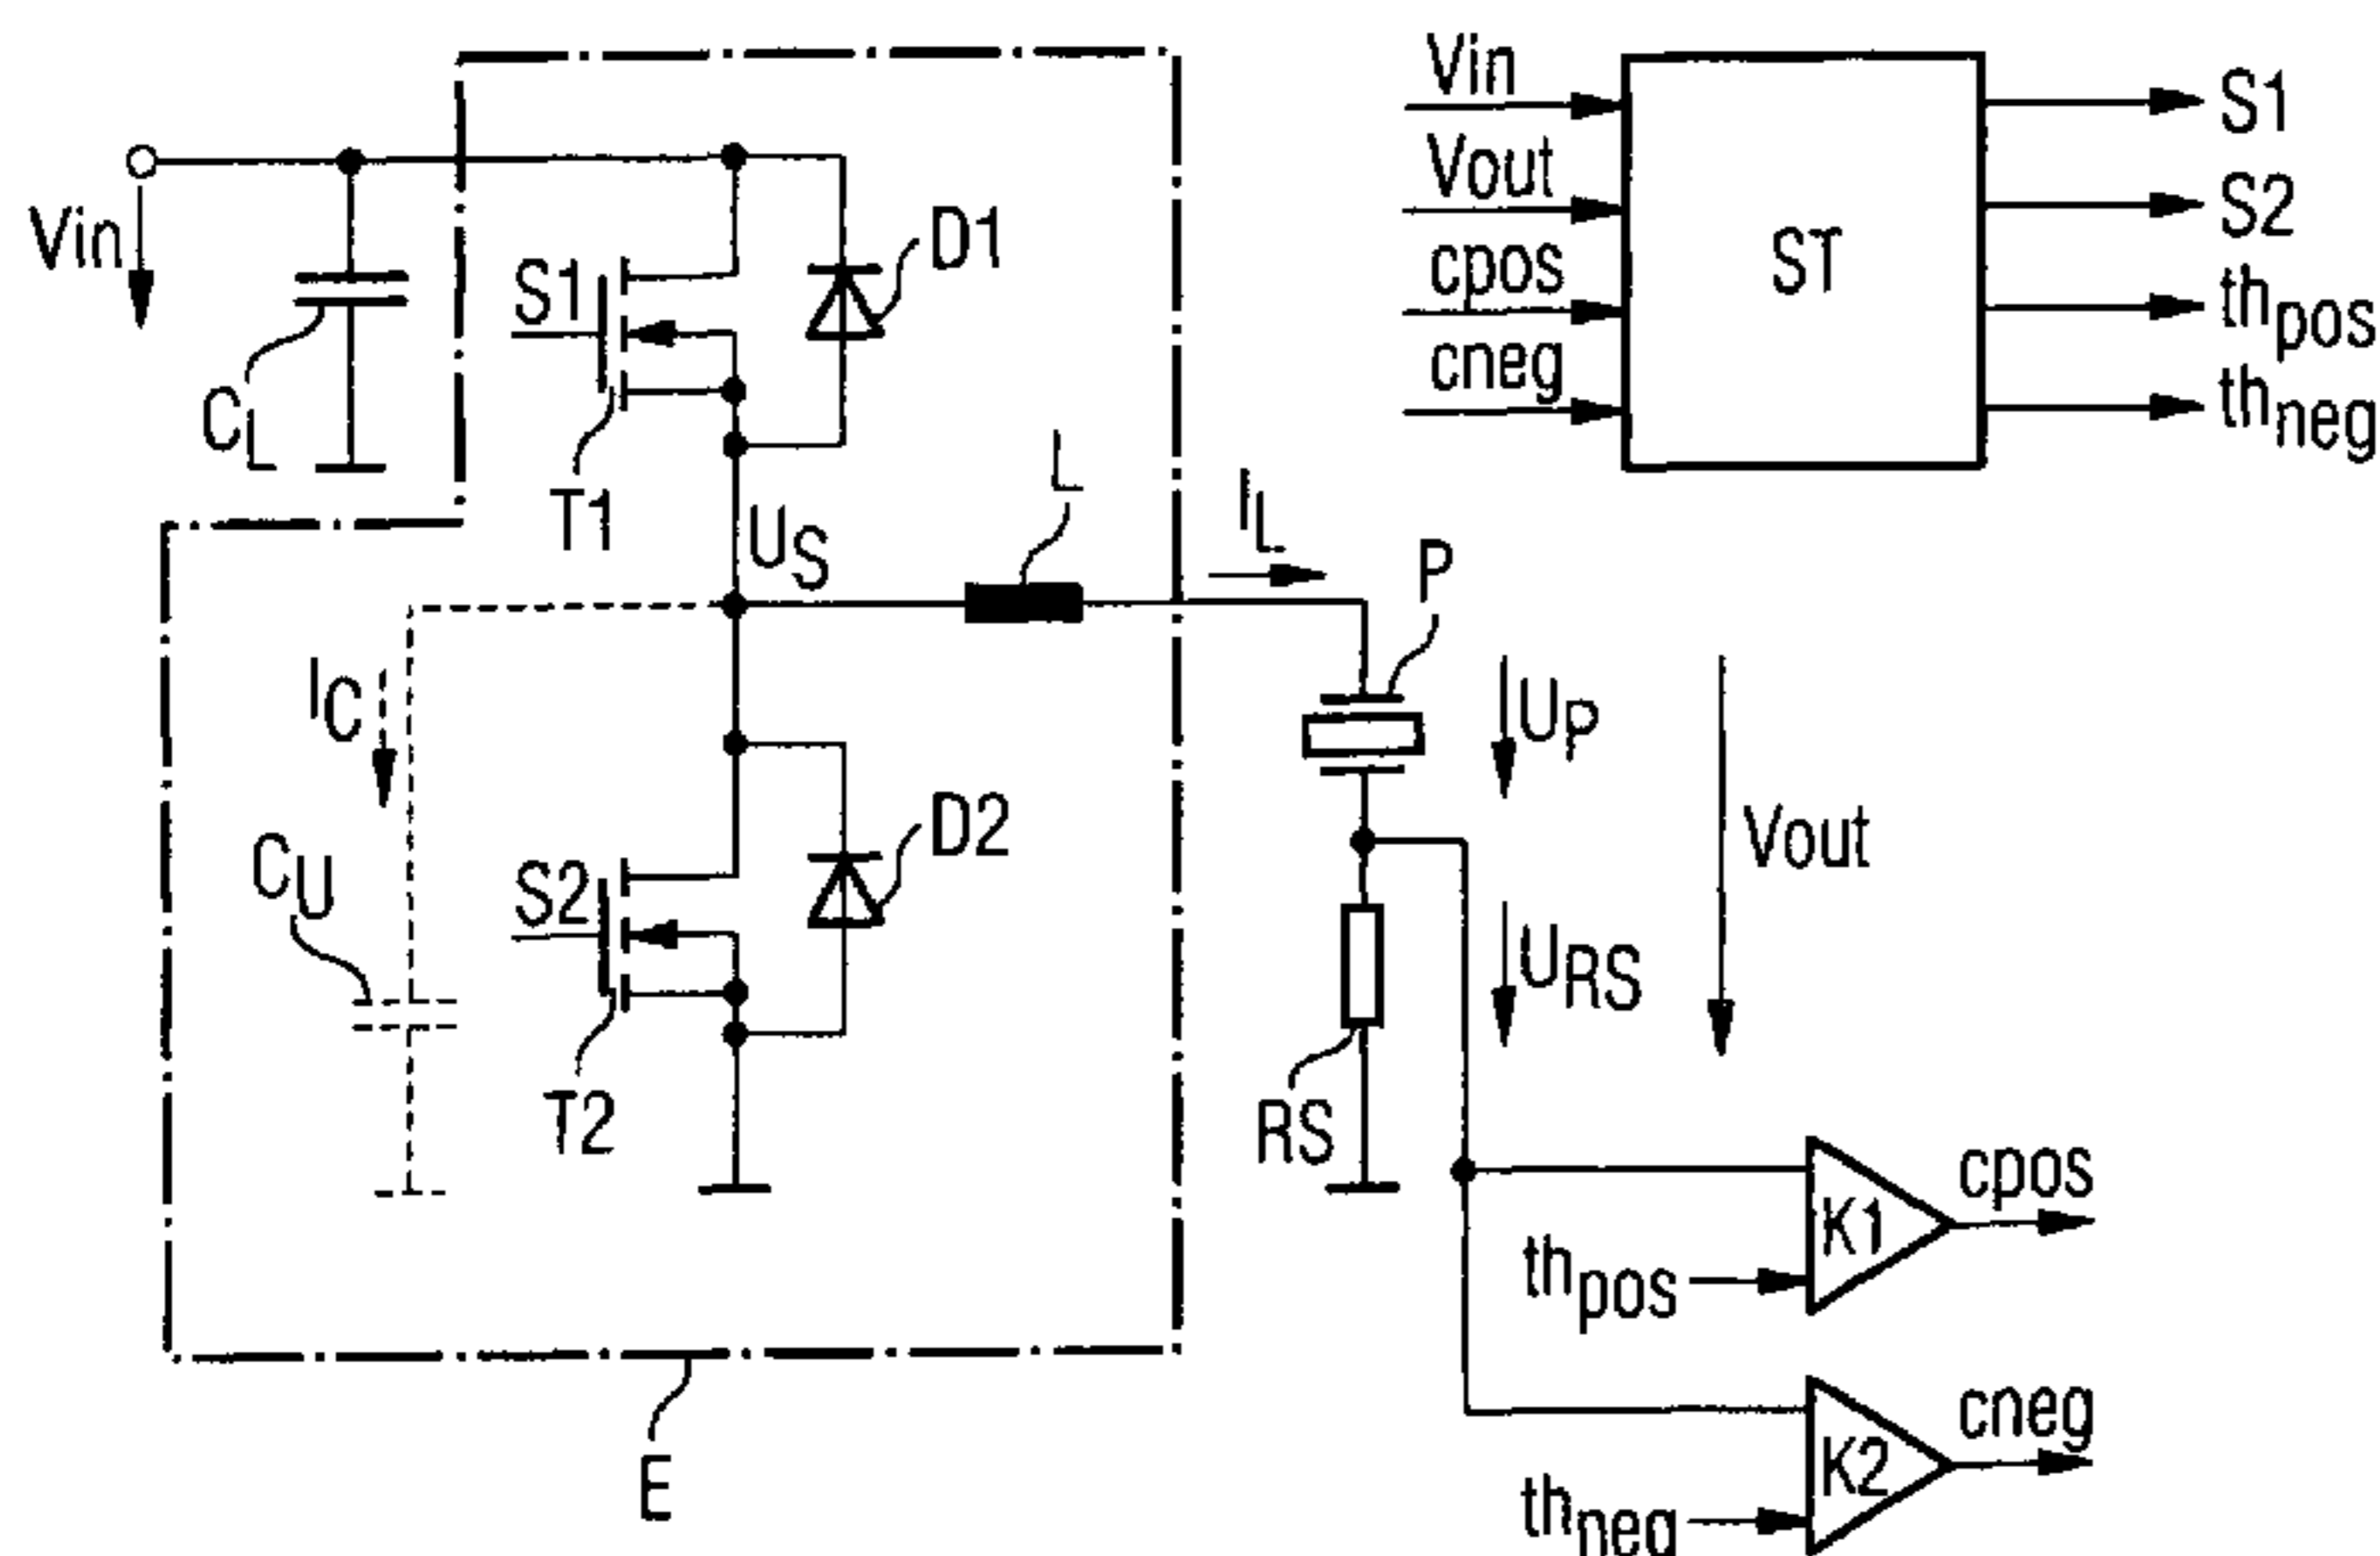 Vin
Vout
cpos
cneg
ST
S1
S2
thpos
thneg
Vin
CL
S1
D1
T1
US
L
IL
P
IC
UP
Vout
CU
S2
D2
T2
URS
RS
cpos
K1
thpos
cneg
K2
thneg
E